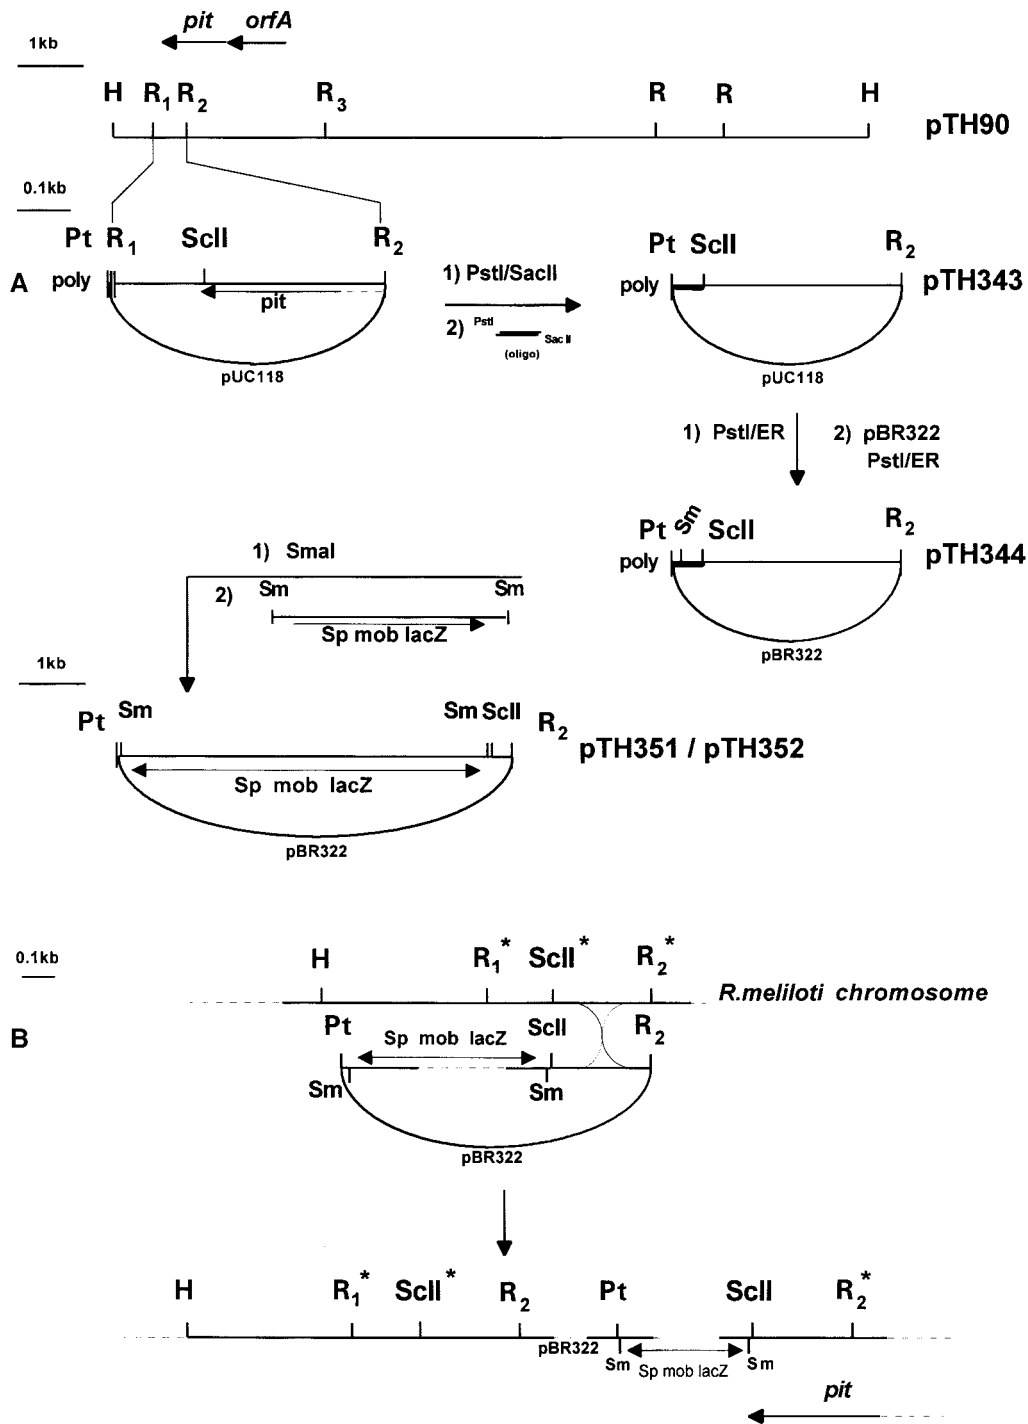 pit orfA
1kb
H R1 R2 R3 R R H
pTH90
0.1kb
Pt R1 ScII R2
A poly pit
pUC118
1) PstI/SacII
2) PstI Sac II
(oligo)
Pt ScII R2
poly pTH343
pUC118
1) PstI/ER 2) pBR322
PstI/ER
Pt Sm ScII R2
poly pTH344
pBR322
1) SmaI
2) Sm Sm
Sp mob lacZ
1kb
Pt Sm Sm ScII R2
pTH351 / pTH352
Sp mob lacZ
pBR322
0.1kb
H R1* ScII* R2*
R.meliloti chromosome
B
Pt Sp mob lacZ ScII R2
Sm Sm
pBR322
H R1* ScII* R2 Pt ScII R2*
pBR322 Sm Sp mob lacZ Sm
pit